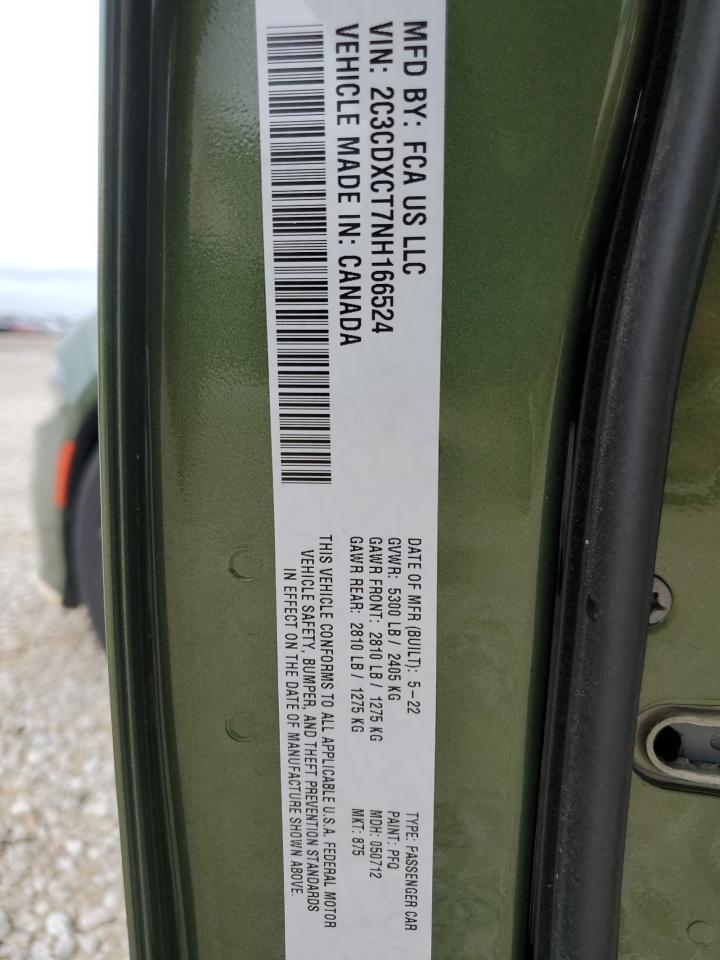 MFD BY: FCA US LLC
VIN: 2C3CDXCT7NH166524
VEHICLE MADE IN: CANADA
DATE OF MFR (BUILT): 5-22
GVWR: 5300 LB / 2405 KG
GAWR FRONT: 2810 LB / 1275 KG
GAWR REAR: 2810 LB / 1275 KG
THIS VEHICLE CONFORMS TO ALL APPLICABLE U.S.A. FEDERAL MOTOR
VEHICLE SAFETY, BUMPER, AND THEFT PREVENTION STANDARDS
IN EFFECT ON THE DATE OF MANUFACTURE SHOWN ABOVE.
TYPE: PASSENGER CAR
PAINT: PFQ
MDH: 050712
MKT: 875